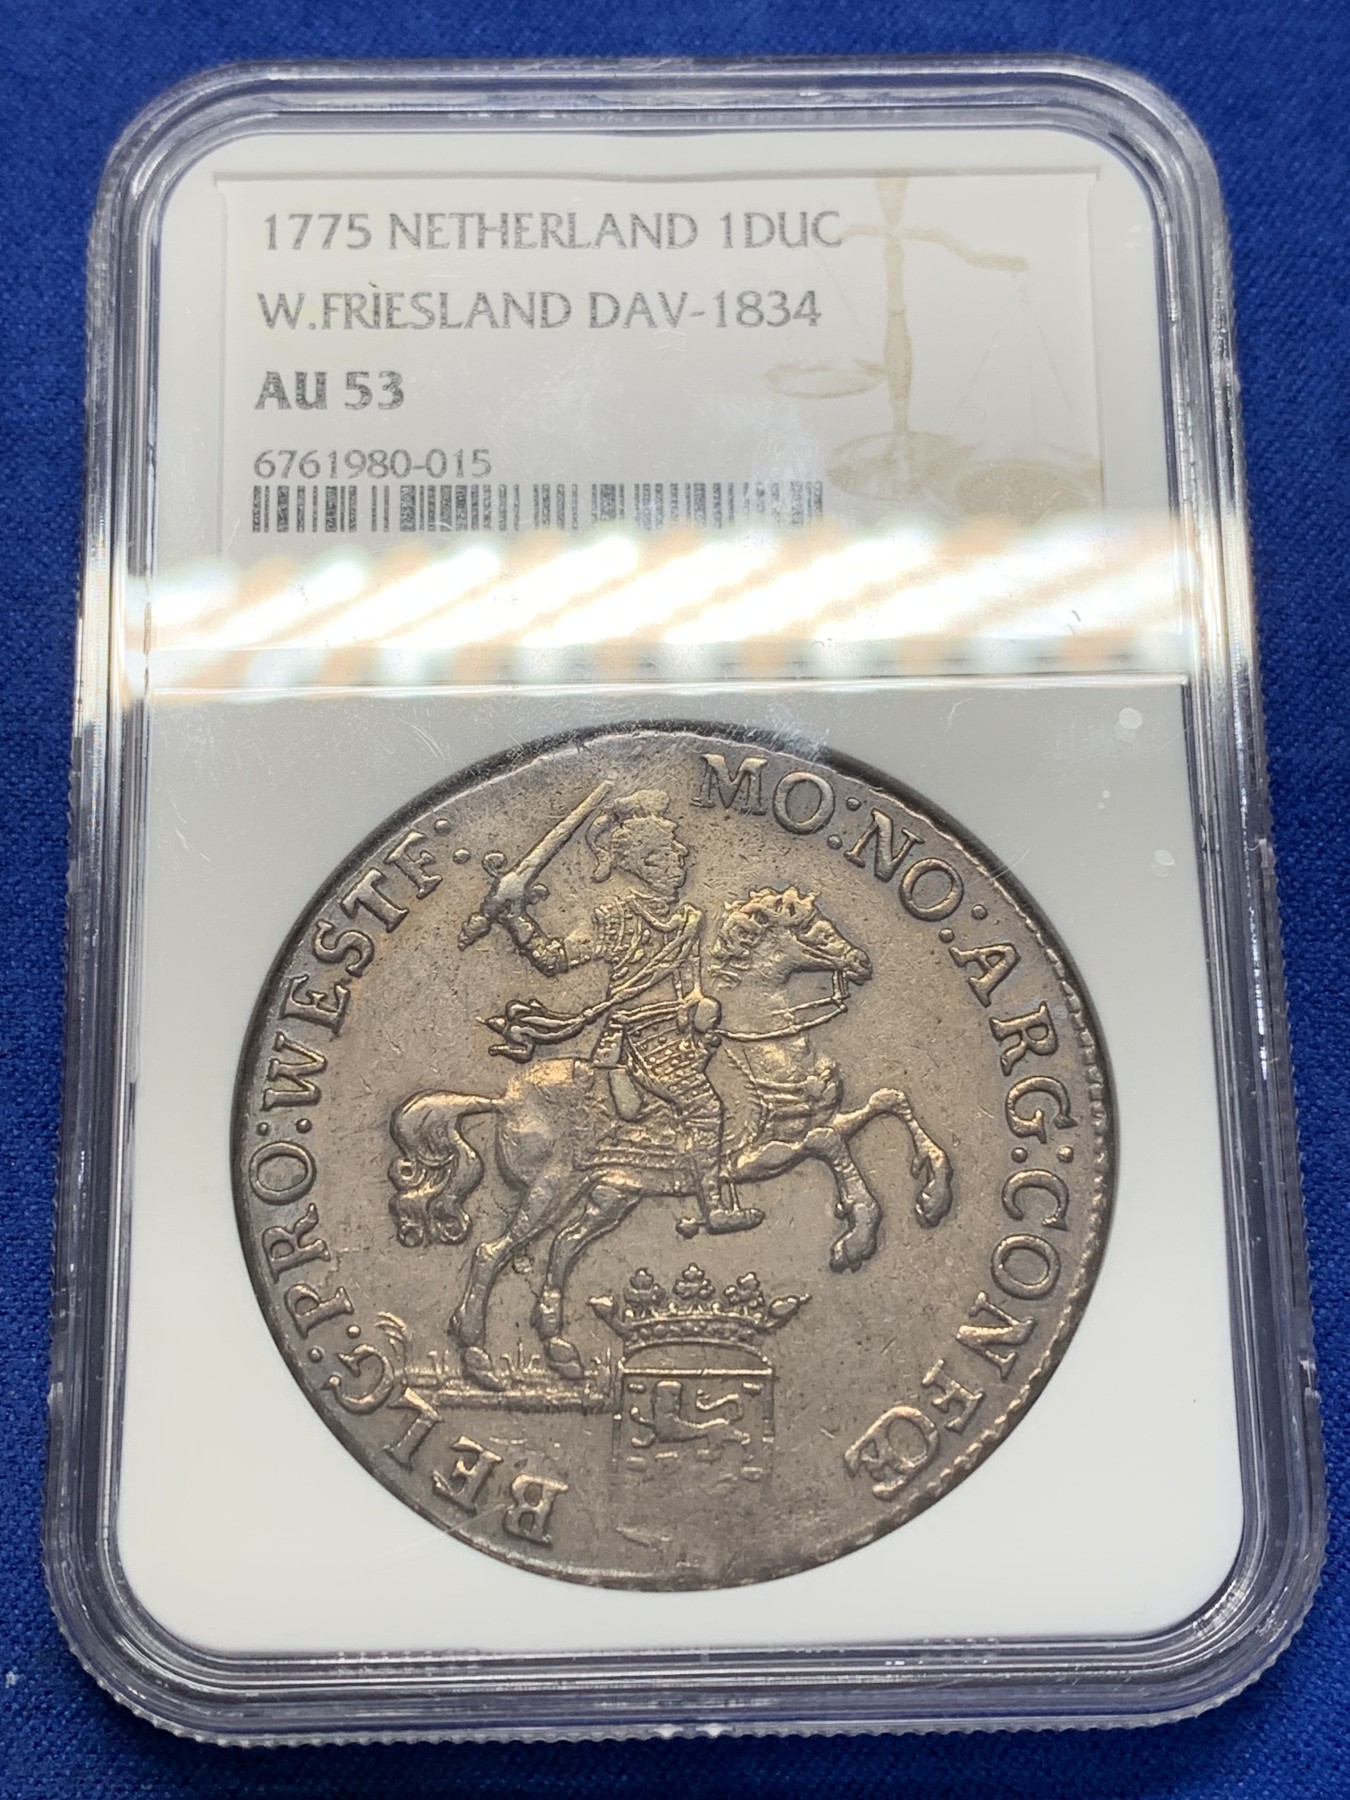 1775 NETHERLAND 1DUC
W.FRIESLAND DAV-1834
AU 53
6761980-015
MO:NO:ARG:CONFŒ
BELG:PRO:WESTF: